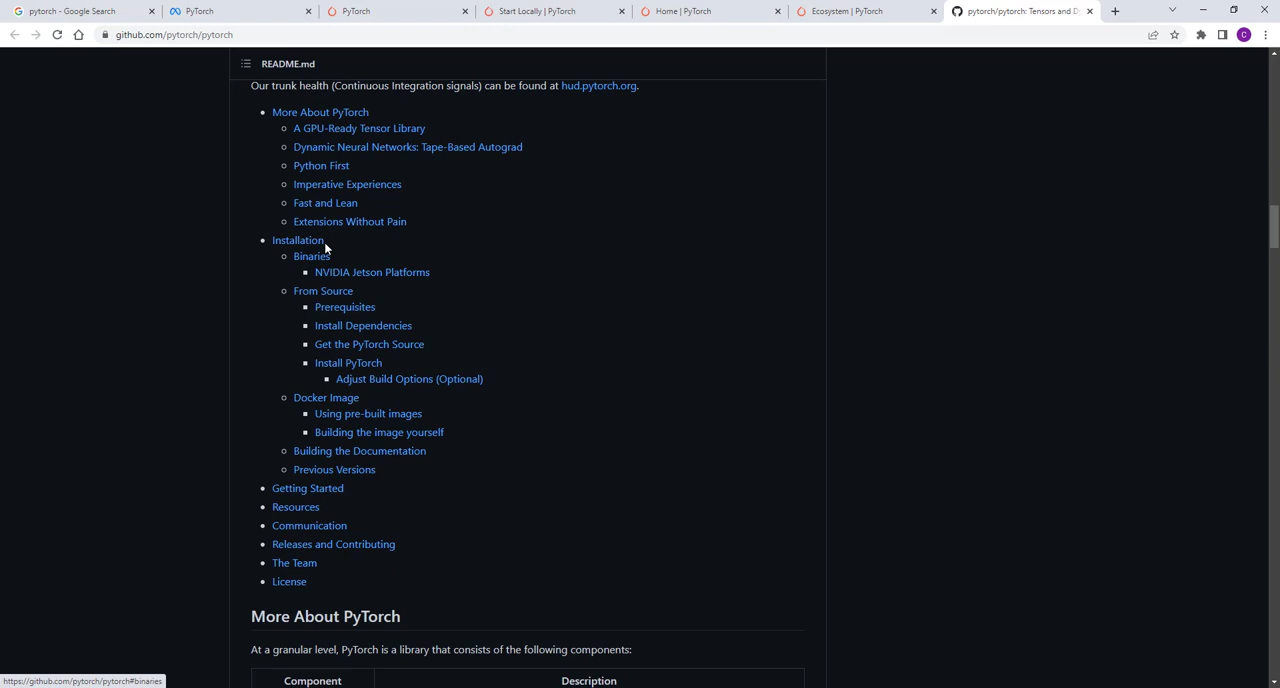 pytorch - Google Search
PyTorch
PyTorch
Start Locally | PyTorch
Home | PyTorch
Ecosystem | PyTorch
pytorch/pytorch: Tensors and D
github.com/pytorch/pytorch
C
README.md
Our trunk health (Continuous Integration signals) can be found at hud.pytorch.org.
More About PyTorch
A GPU-Ready Tensor Library
Dynamic Neural Networks: Tape-Based Autograd
Python First
Imperative Experiences
Fast and Lean
Extensions Without Pain
Installation
Binaries
NVIDIA Jetson Platforms
From Source
Prerequisites
Install Dependencies
Get the PyTorch Source
Install PyTorch
Adjust Build Options (Optional)
Docker Image
Using pre-built images
Building the image yourself
Building the Documentation
Previous Versions
Getting Started
Resources
Communication
Releases and Contributing
The Team
License
More About PyTorch
At a granular level, PyTorch is a library that consists of the following components:
Component Description
https://github.com/pytorch/pytorch#binaries